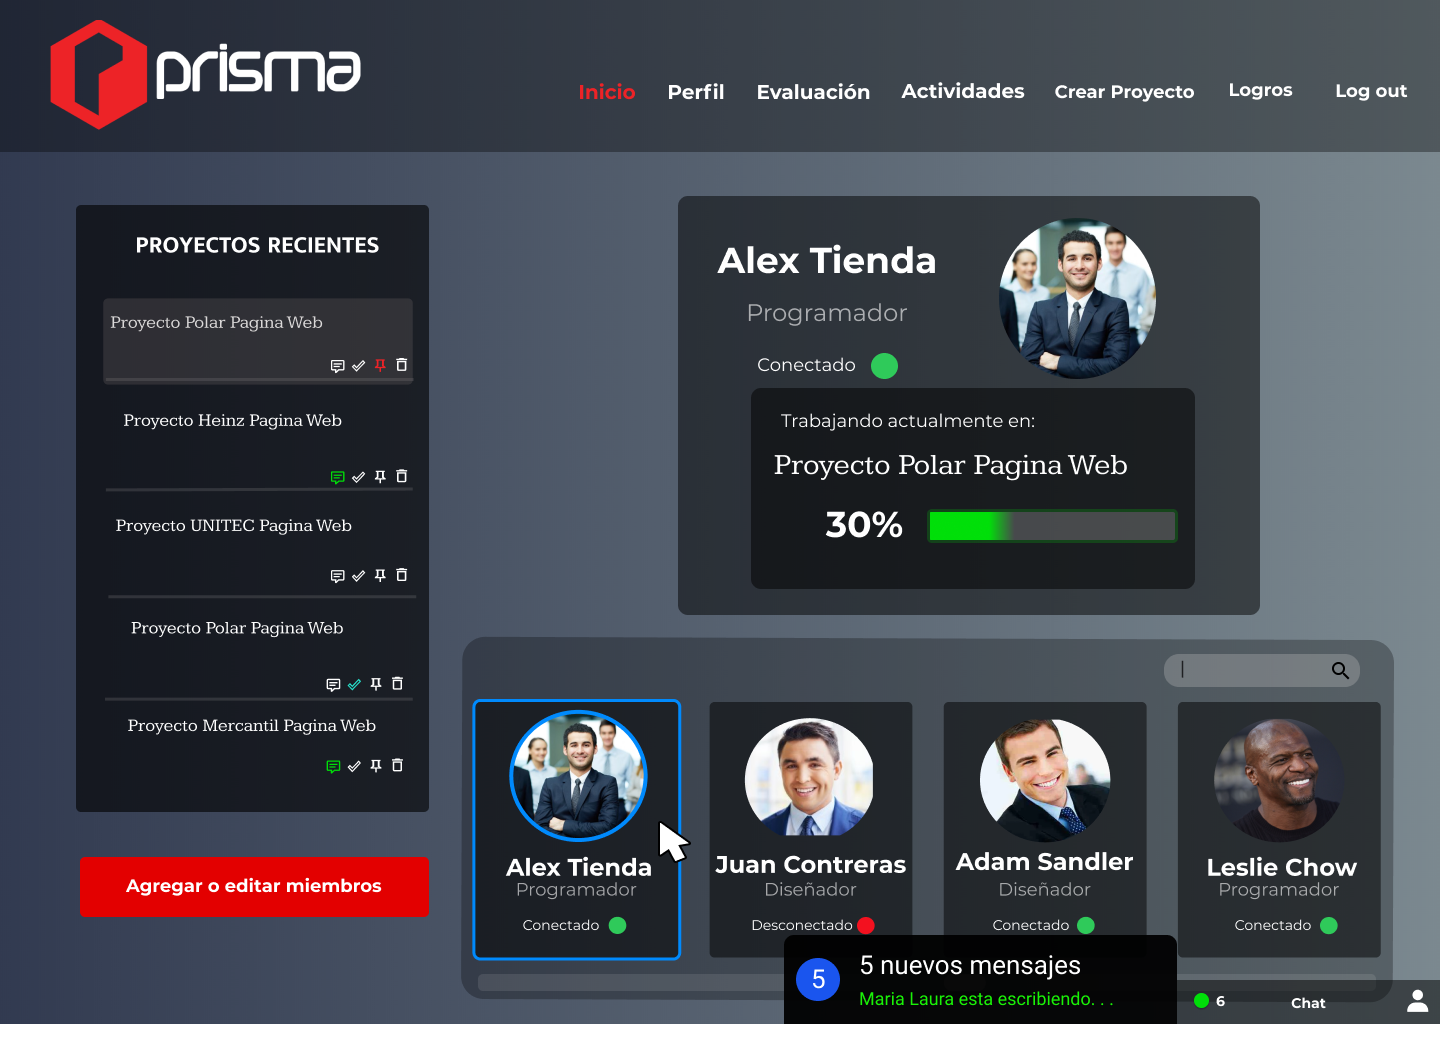 prisma
Inicio Perfil Evaluación Actividades Crear Proyecto Logros Log out
PROYECTOS RECIENTES
Proyecto Polar Pagina Web
Proyecto Heinz Pagina Web
Proyecto UNITEC Pagina Web
Proyecto Polar Pagina Web
Proyecto Mercantil Pagina Web
Agregar o editar miembros
Alex Tienda
Programador
Conectado
Trabajando actualmente en:
Proyecto Polar Pagina Web
30%
Alex Tienda
Programador
Conectado
Juan Contreras
Diseñador
Desconectado
Adam Sandler
Diseñador
Conectado
Leslie Chow
Programador
Conectado
5
5 nuevos mensajes
Maria Laura esta escribiendo. . .
6
Chat